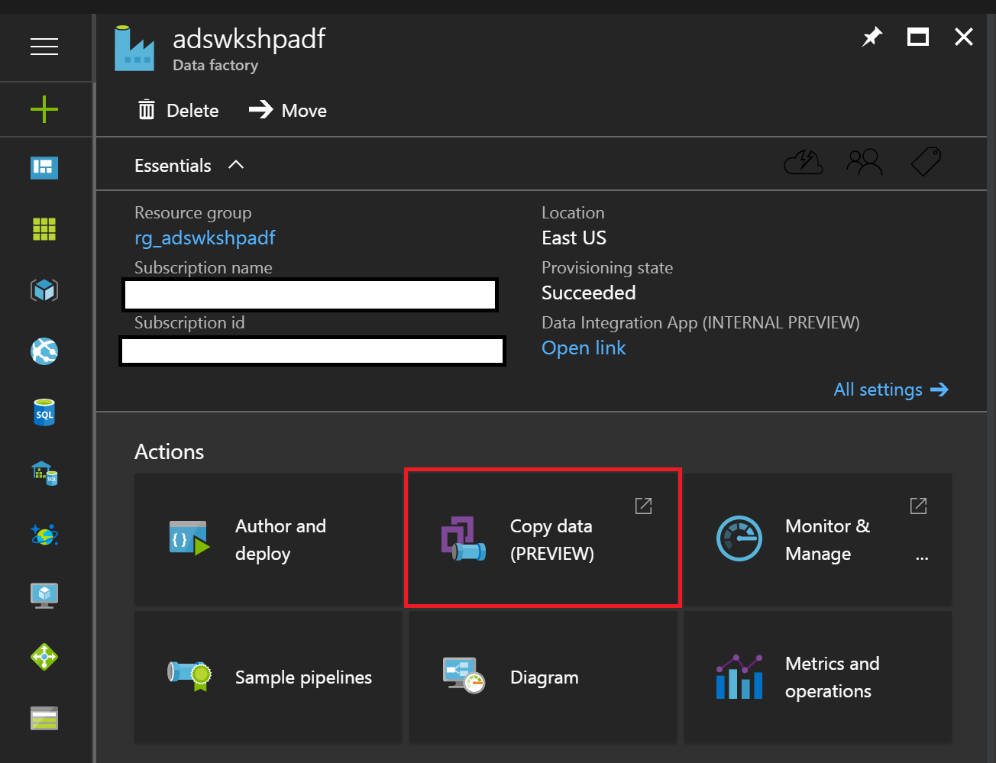 adswkshpadf
Data factory
Delete
Move
Essentials
Resource group
rg_adswkshpadf
Subscription name
Subscription id
Location
East US
Provisioning state
Succeeded
Data Integration App (INTERNAL PREVIEW)
Open link
All settings
Actions
Author and
deploy
Copy data
(PREVIEW)
Monitor &
Manage
...
Sample pipelines
Diagram
Metrics and
operations
SQL